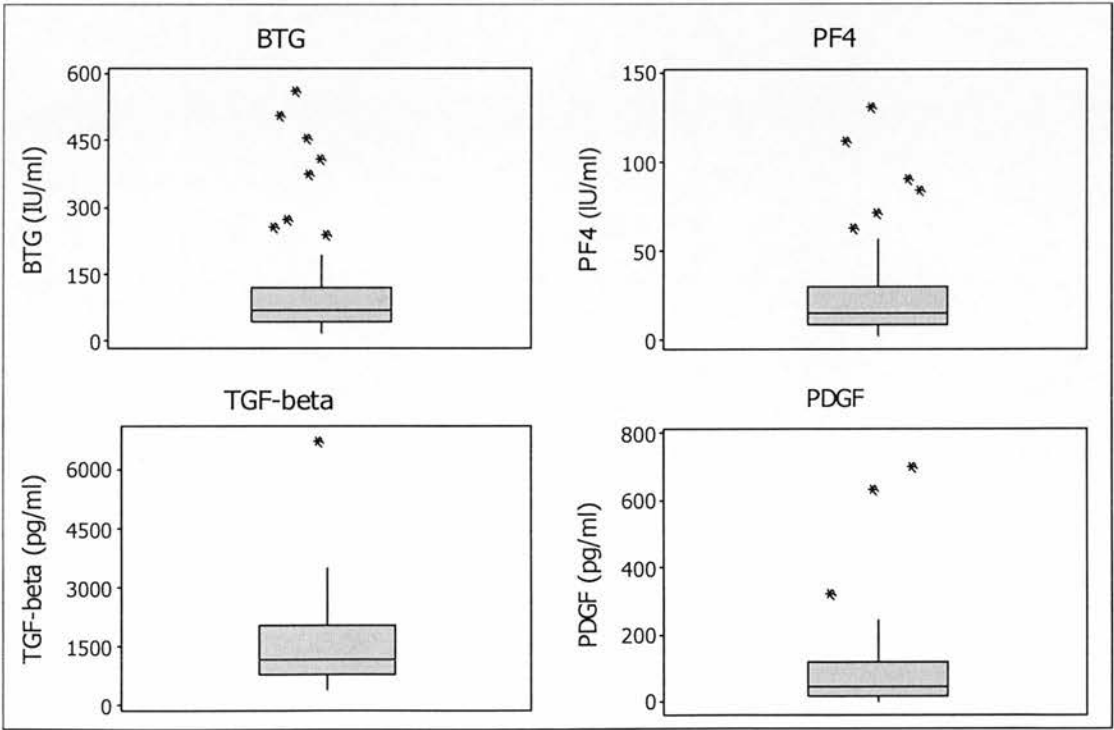 BTG
600
450
300
150
0
BTG (IU/ml)
PF4
150
100
50
0
PF4 (IU/ml)
TGF-beta
6000
4500
3000
1500
0
TGF-beta (pg/ml)
PDGF
800
600
400
200
0
PDGF (pg/ml)